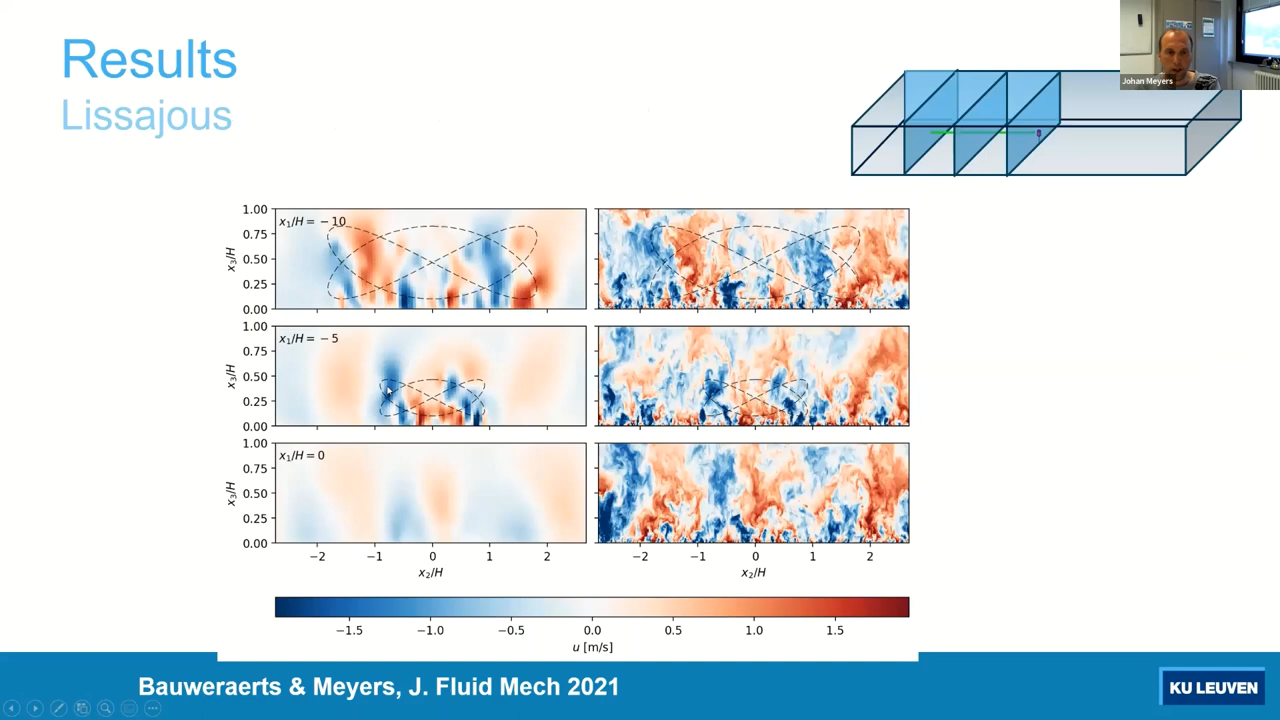 Results
Lissajous
Johan Meyers
1.00
0.75
0.50
0.25
0.00
x₃/H
x₁/H = −10
1.00
0.75
0.50
0.25
0.00
x₃/H
x₁/H = −5
1.00
0.75
0.50
0.25
0.00
x₃/H
x₁/H = 0
−2 −1 0 1 2 −2 −1 0 1 2
x₂/H x₂/H
−1.5 −1.0 −0.5 0.0 0.5 1.0 1.5
u [m/s]
Bauweraerts & Meyers, J. Fluid Mech 2021
KU LEUVEN